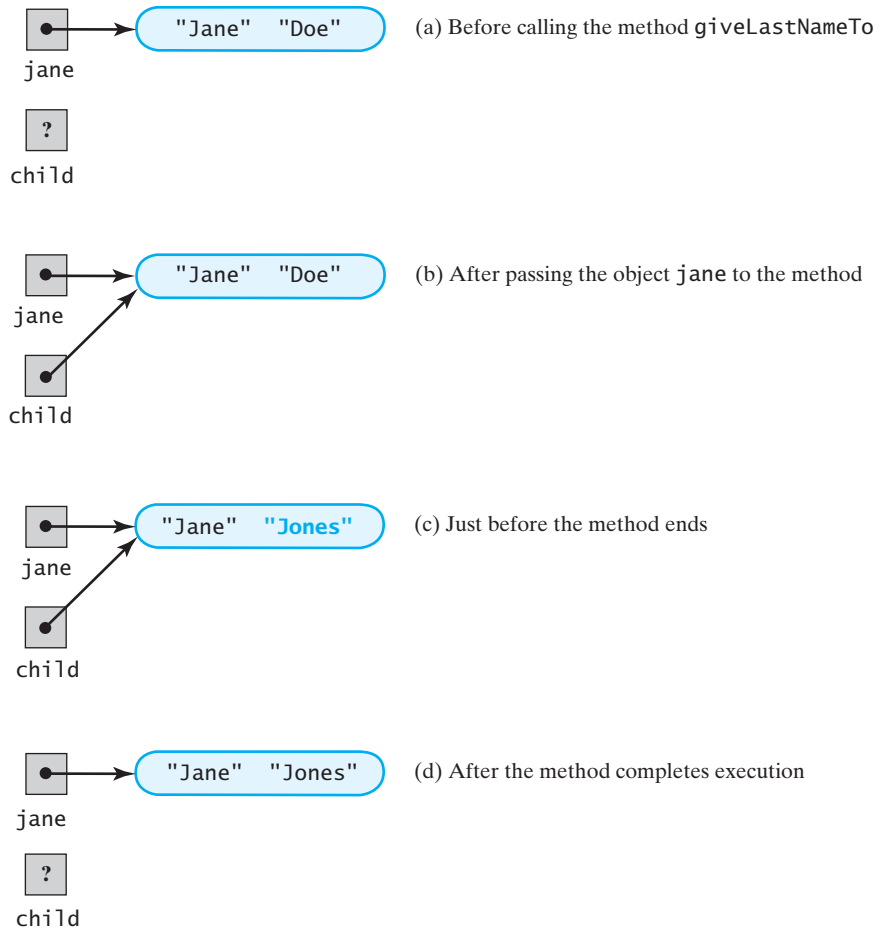 "Jane" "Doe" (a) Before calling the method giveLastNameTo
jane
?
child
"Jane" "Doe" (b) After passing the object jane to the method
jane
child
"Jane" "Jones" (c) Just before the method ends
jane
child
"Jane" "Jones" (d) After the method completes execution
jane
?
child